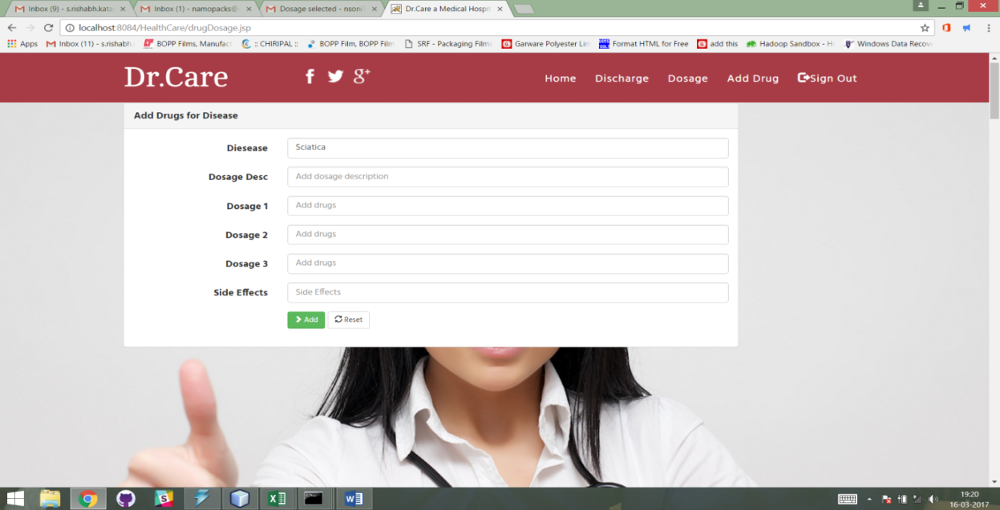 Inbox (9) - s.rishabh.kata
Inbox (1) - namopacks@
Dosage selected - nsoni
Dr.Care a Medical Hospit
localhost:8084/HealthCare/drugDosage.jsp
Apps Inbox (11) - s.rishabh BOPP Films, Manufact :: CHIRIPAL :: BOPP Film, BOPP Film SRF - Packaging Films Garware Polyester Lim Format HTML for Free add this Hadoop Sandbox - Ho Windows Data Recov
Dr.Care f g+ Home Discharge Dosage Add Drug Sign Out
Add Drugs for Disease
Diesease Sciatica
Dosage Desc Add dosage description
Dosage 1 Add drugs
Dosage 2 Add drugs
Dosage 3 Add drugs
Side Effects Side Effects
Add Reset
19:20
16-03-2017